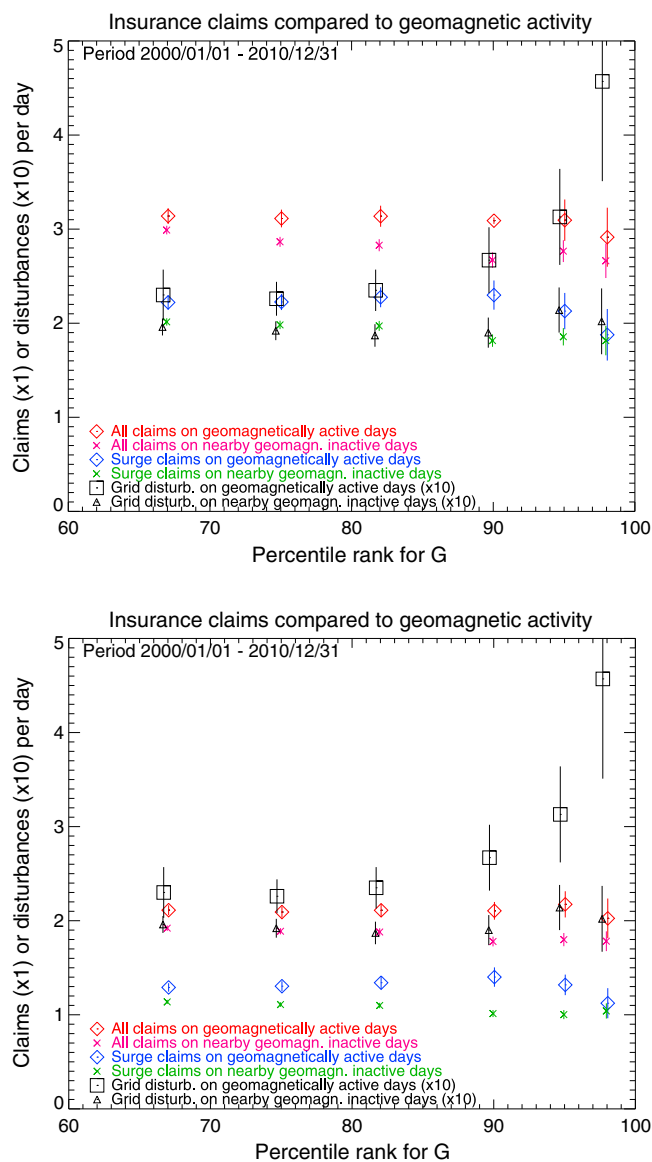 Insurance claims compared to geomagnetic activity
5
Period 2000/01/01 - 2010/12/31
4
3
2
1
0
Claims (x1) or disturbances (x10) per day
All claims on geomagnetically active days
All claims on nearby geomagn. inactive days
Surge claims on geomagnetically active days
Surge claims on nearby geomagn. inactive days
Grid disturb. on geomagnetically active days (x10)
Grid disturb. on nearby geomagn. inactive days (x10)
60 70 80 90 100
Percentile rank for G
Insurance claims compared to geomagnetic activity
5
Period 2000/01/01 - 2010/12/31
4
3
2
1
0
Claims (x1) or disturbances (x10) per day
All claims on geomagnetically active days
All claims on nearby geomagn. inactive days
Surge claims on geomagnetically active days
Surge claims on nearby geomagn. inactive days
Grid disturb. on geomagnetically active days (x10)
Grid disturb. on nearby geomagn. inactive days (x10)
60 70 80 90 100
Percentile rank for G